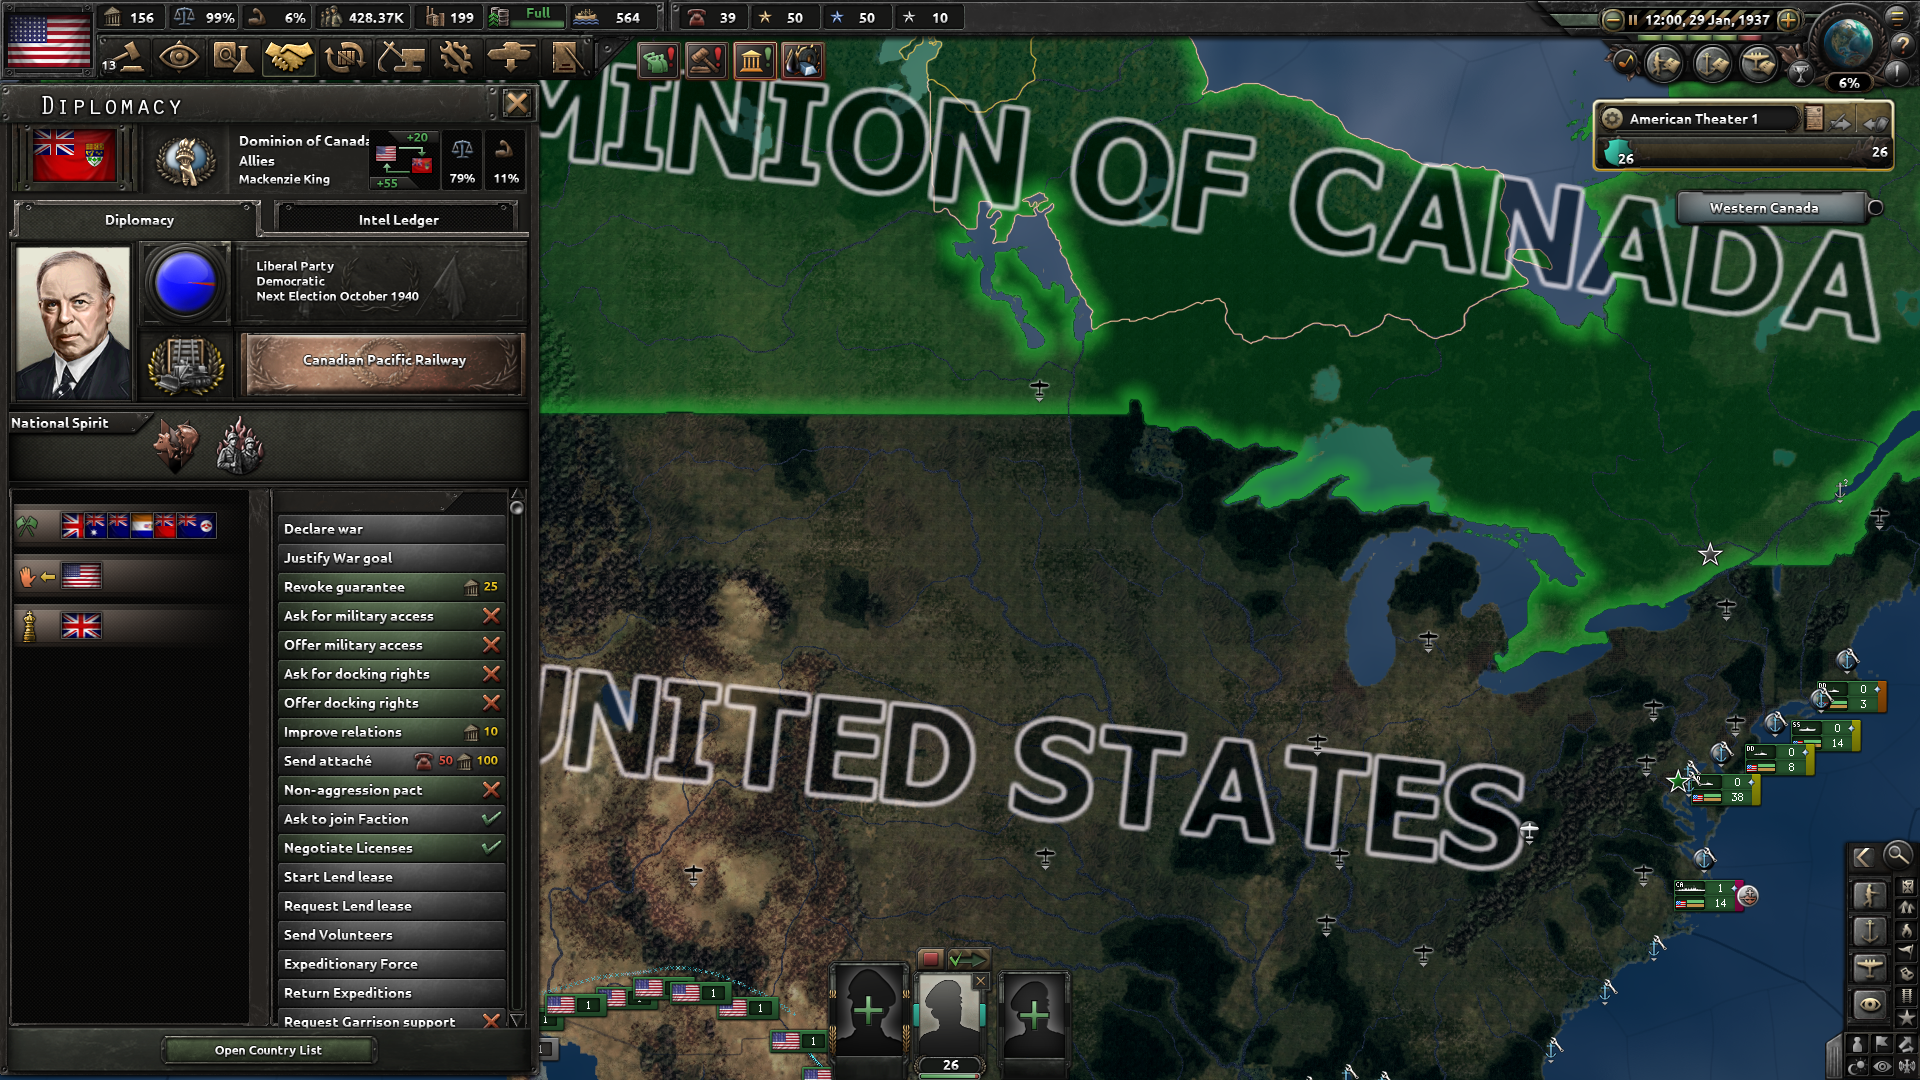 156 99% 6% 428.37K 199 Full 564 39 50 50 10
12:00, 29 Jan, 1937
13
6%
DIPLOMACY
Dominion of Canada
Allies
Mackenzie King
+20
+55
79%
11%
Diplomacy
Intel Ledger
Liberal Party
Democratic
Next Election October 1940
Canadian Pacific Railway
National Spirit
Declare war
Justify War goal
Revoke guarantee 25
Ask for military access
Offer military access
Ask for docking rights
Offer docking rights
Improve relations 10
Send attaché 50 100
Non-aggression pact
Ask to join Faction
Negotiate Licenses
Start Lend lease
Request Lend lease
Send Volunteers
Expeditionary Force
Return Expeditions
Request Garrison support
Open Country List
MINION OF CANADA
UNITED STATES
American Theater 1
26
26
Western Canada
DD 0
3
SS 0
14
DD 0
8
0
38
CA 1
14
1
1
1
1
1
1
26